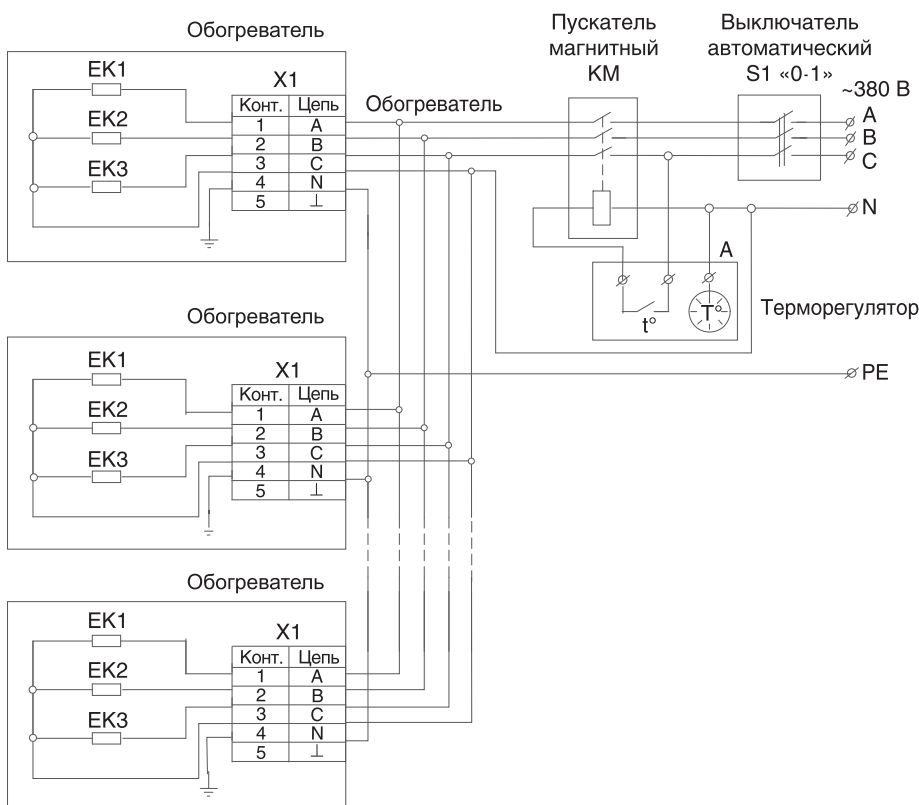 Обогреватель
EK1
EK2
EK3
X1
Конт. Цепь
1 A
2 B
3 C
4 N
5 ⊥
Обогреватель
Пускатель
магнитный
KM
Выключатель
автоматический
S1 «0-1»
~380 В
A
B
C
N
A
t°
T°
Терморегулятор
PE
Обогреватель
EK1
EK2
EK3
X1
Конт. Цепь
1 A
2 B
3 C
4 N
5 ⊥
Обогреватель
EK1
EK2
EK3
X1
Конт. Цепь
1 A
2 B
3 C
4 N
5 ⊥